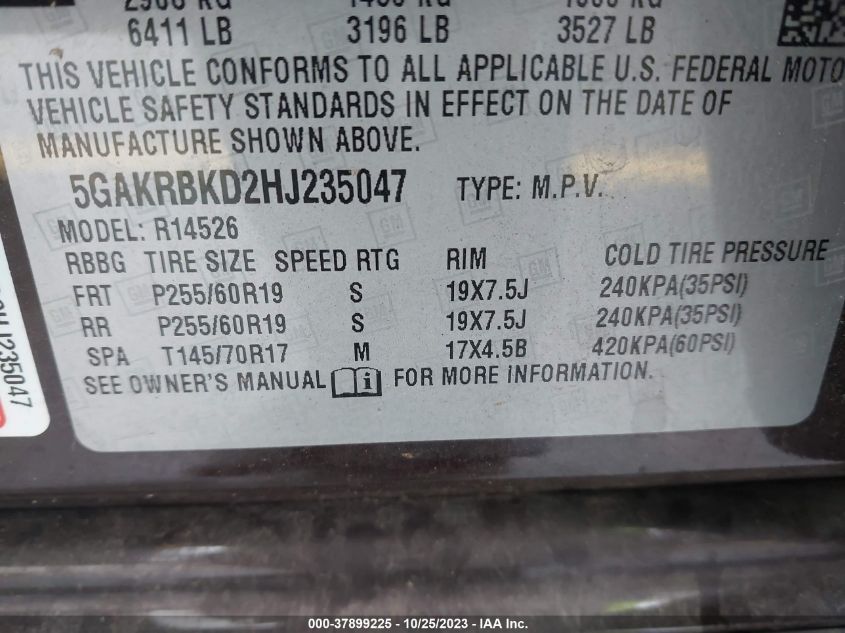 6411 LB 3196 LB 3527 LB
THIS VEHICLE CONFORMS TO ALL APPLICABLE U.S. FEDERAL MOTO
VEHICLE SAFETY STANDARDS IN EFFECT ON THE DATE OF
MANUFACTURE SHOWN ABOVE.
5GAKRBKD2HJ235047 TYPE: M.P.V.
MODEL: R14526
RBBG TIRE SIZE SPEED RTG RIM COLD TIRE PRESSURE
FRT P255/60R19 S 19X7.5J 240KPA(35PSI)
RR P255/60R19 S 19X7.5J 240KPA(35PSI)
SPA T145/70R17 M 17X4.5B 420KPA(60PSI)
SEE OWNER'S MANUAL FOR MORE INFORMATION.
J235047
000-37899225 - 10/25/2023 - IAA Inc.